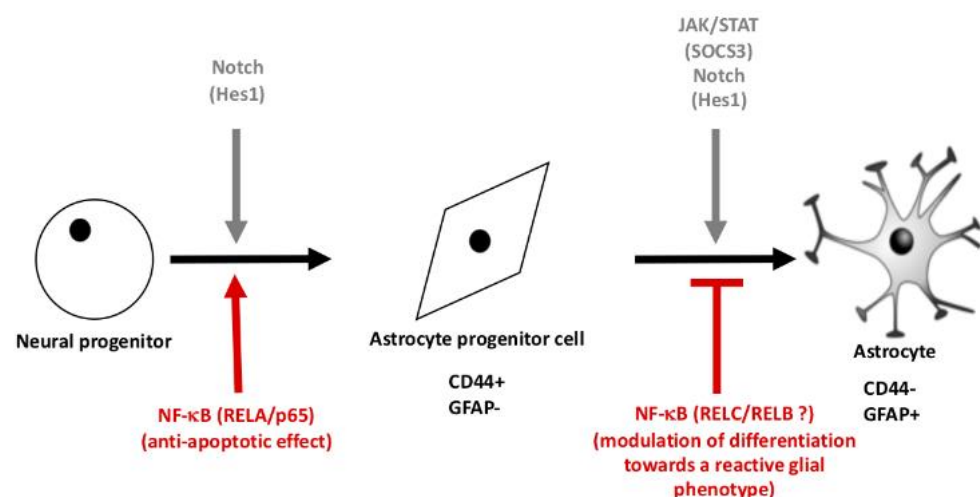 Notch
(Hes1)
JAK/STAT
(SOCS3)
Notch
(Hes1)
Neural progenitor
Astrocyte progenitor cell
CD44+
GFAP-
Astrocyte
CD44-
GFAP+
NF-κB (RELA/p65)
(anti-apoptotic effect)
NF-κB (RELC/RELB ?)
(modulation of differentiation
towards a reactive glial
phenotype)